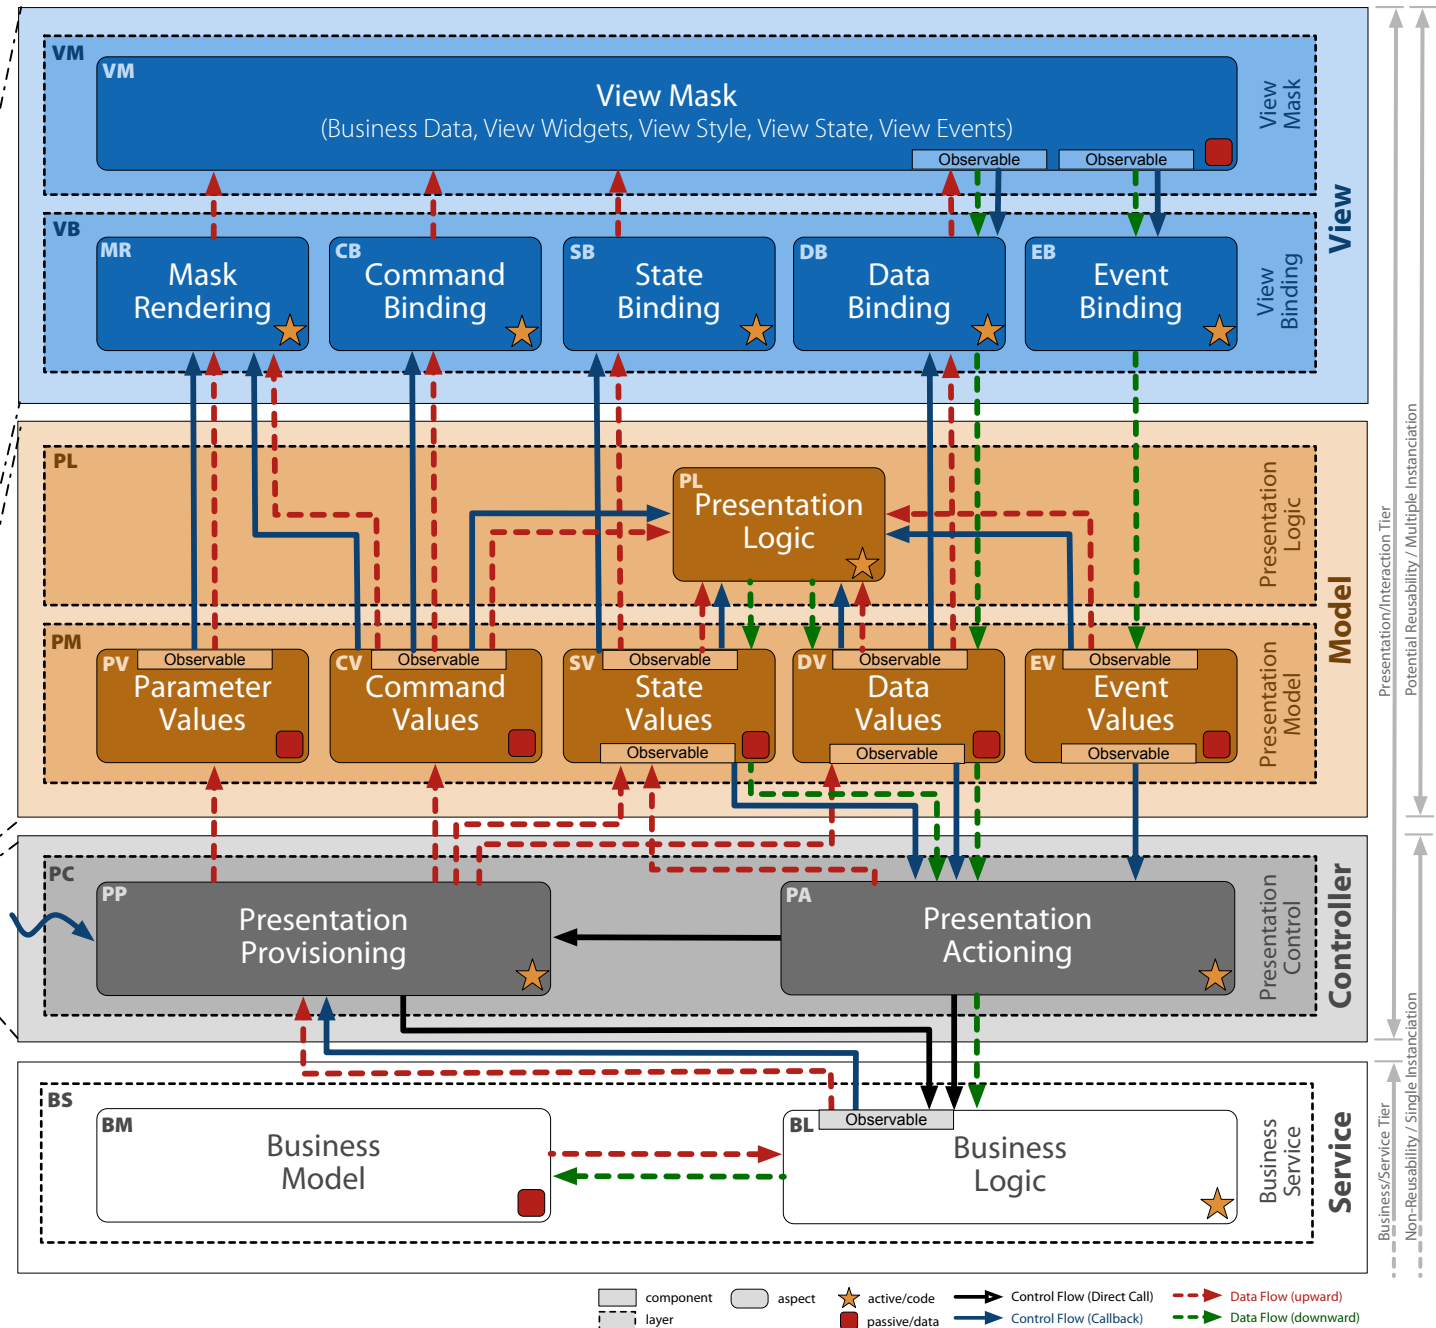 VM
VM
View Mask
(Business Data, View Widgets, View Style, View State, View Events)
Observable
Observable
View
Mask
VB
MR
Mask
Rendering
CB
Command
Binding
SB
State
Binding
DB
Data
Binding
EB
Event
Binding
View
Binding
View
PL
PL
Presentation
Logic
Presentation
Logic
PM
PV
Observable
Parameter
Values
CV
Observable
Command
Values
SV
Observable
State
Values
Observable
DV
Observable
Data
Values
Observable
EV
Observable
Event
Values
Observable
Presentation
Model
Model
PC
PP
Presentation
Provisioning
PA
Presentation
Actioning
Presentation
Control
Controller
BS
BM
Business
Model
BL
Observable
Business
Logic
Business
Service
Service
Presentation/Interaction Tier
Potential Reusability / Multiple Instanciation
Business/Service Tier
Non-Reusability / Single Instanciation
component
layer
aspect
active/code
passive/data
Control Flow (Direct Call)
Control Flow (Callback)
Data Flow (upward)
Data Flow (downward)